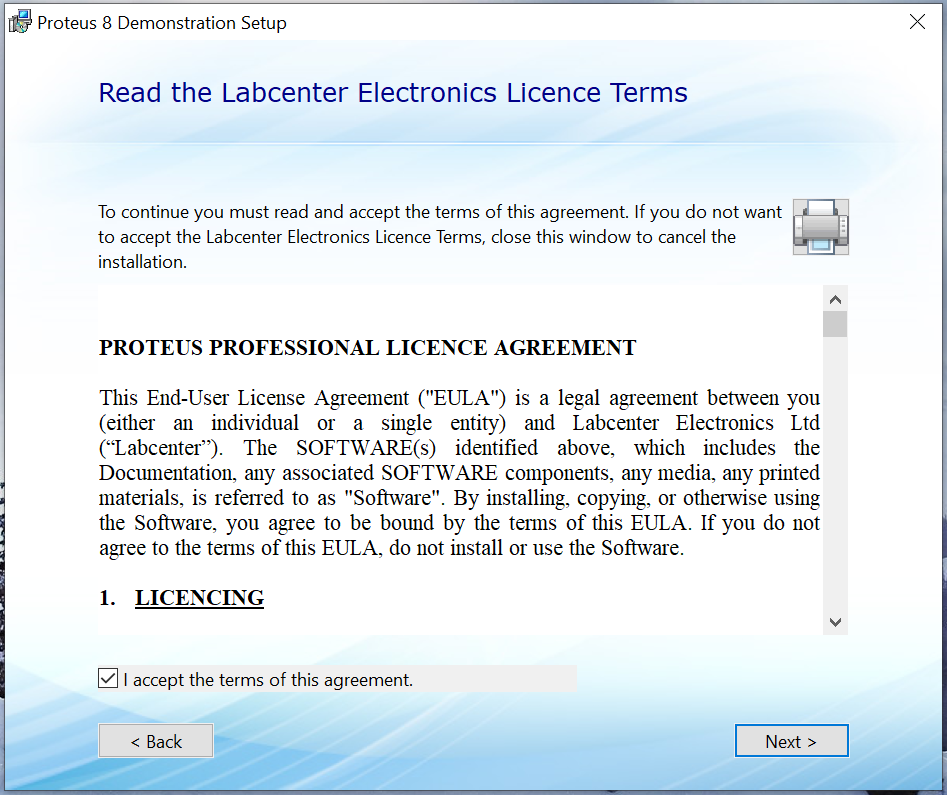 Proteus 8 Demonstration Setup
Read the Labcenter Electronics Licence Terms
To continue you must read and accept the terms of this agreement. If you do not want
to accept the Labcenter Electronics Licence Terms, close this window to cancel the
installation.
PROTEUS PROFESSIONAL LICENCE AGREEMENT
This End-User License Agreement ("EULA") is a legal agreement between you
(either an individual or a single entity) and Labcenter Electronics Ltd
(“Labcenter”). The SOFTWARE(s) identified above, which includes the
Documentation, any associated SOFTWARE components, any media, any printed
materials, is referred to as "Software". By installing, copying, or otherwise using
the Software, you agree to be bound by the terms of this EULA. If you do not
agree to the terms of this EULA, do not install or use the Software.
1. LICENCING
I accept the terms of this agreement.
< Back
Next >